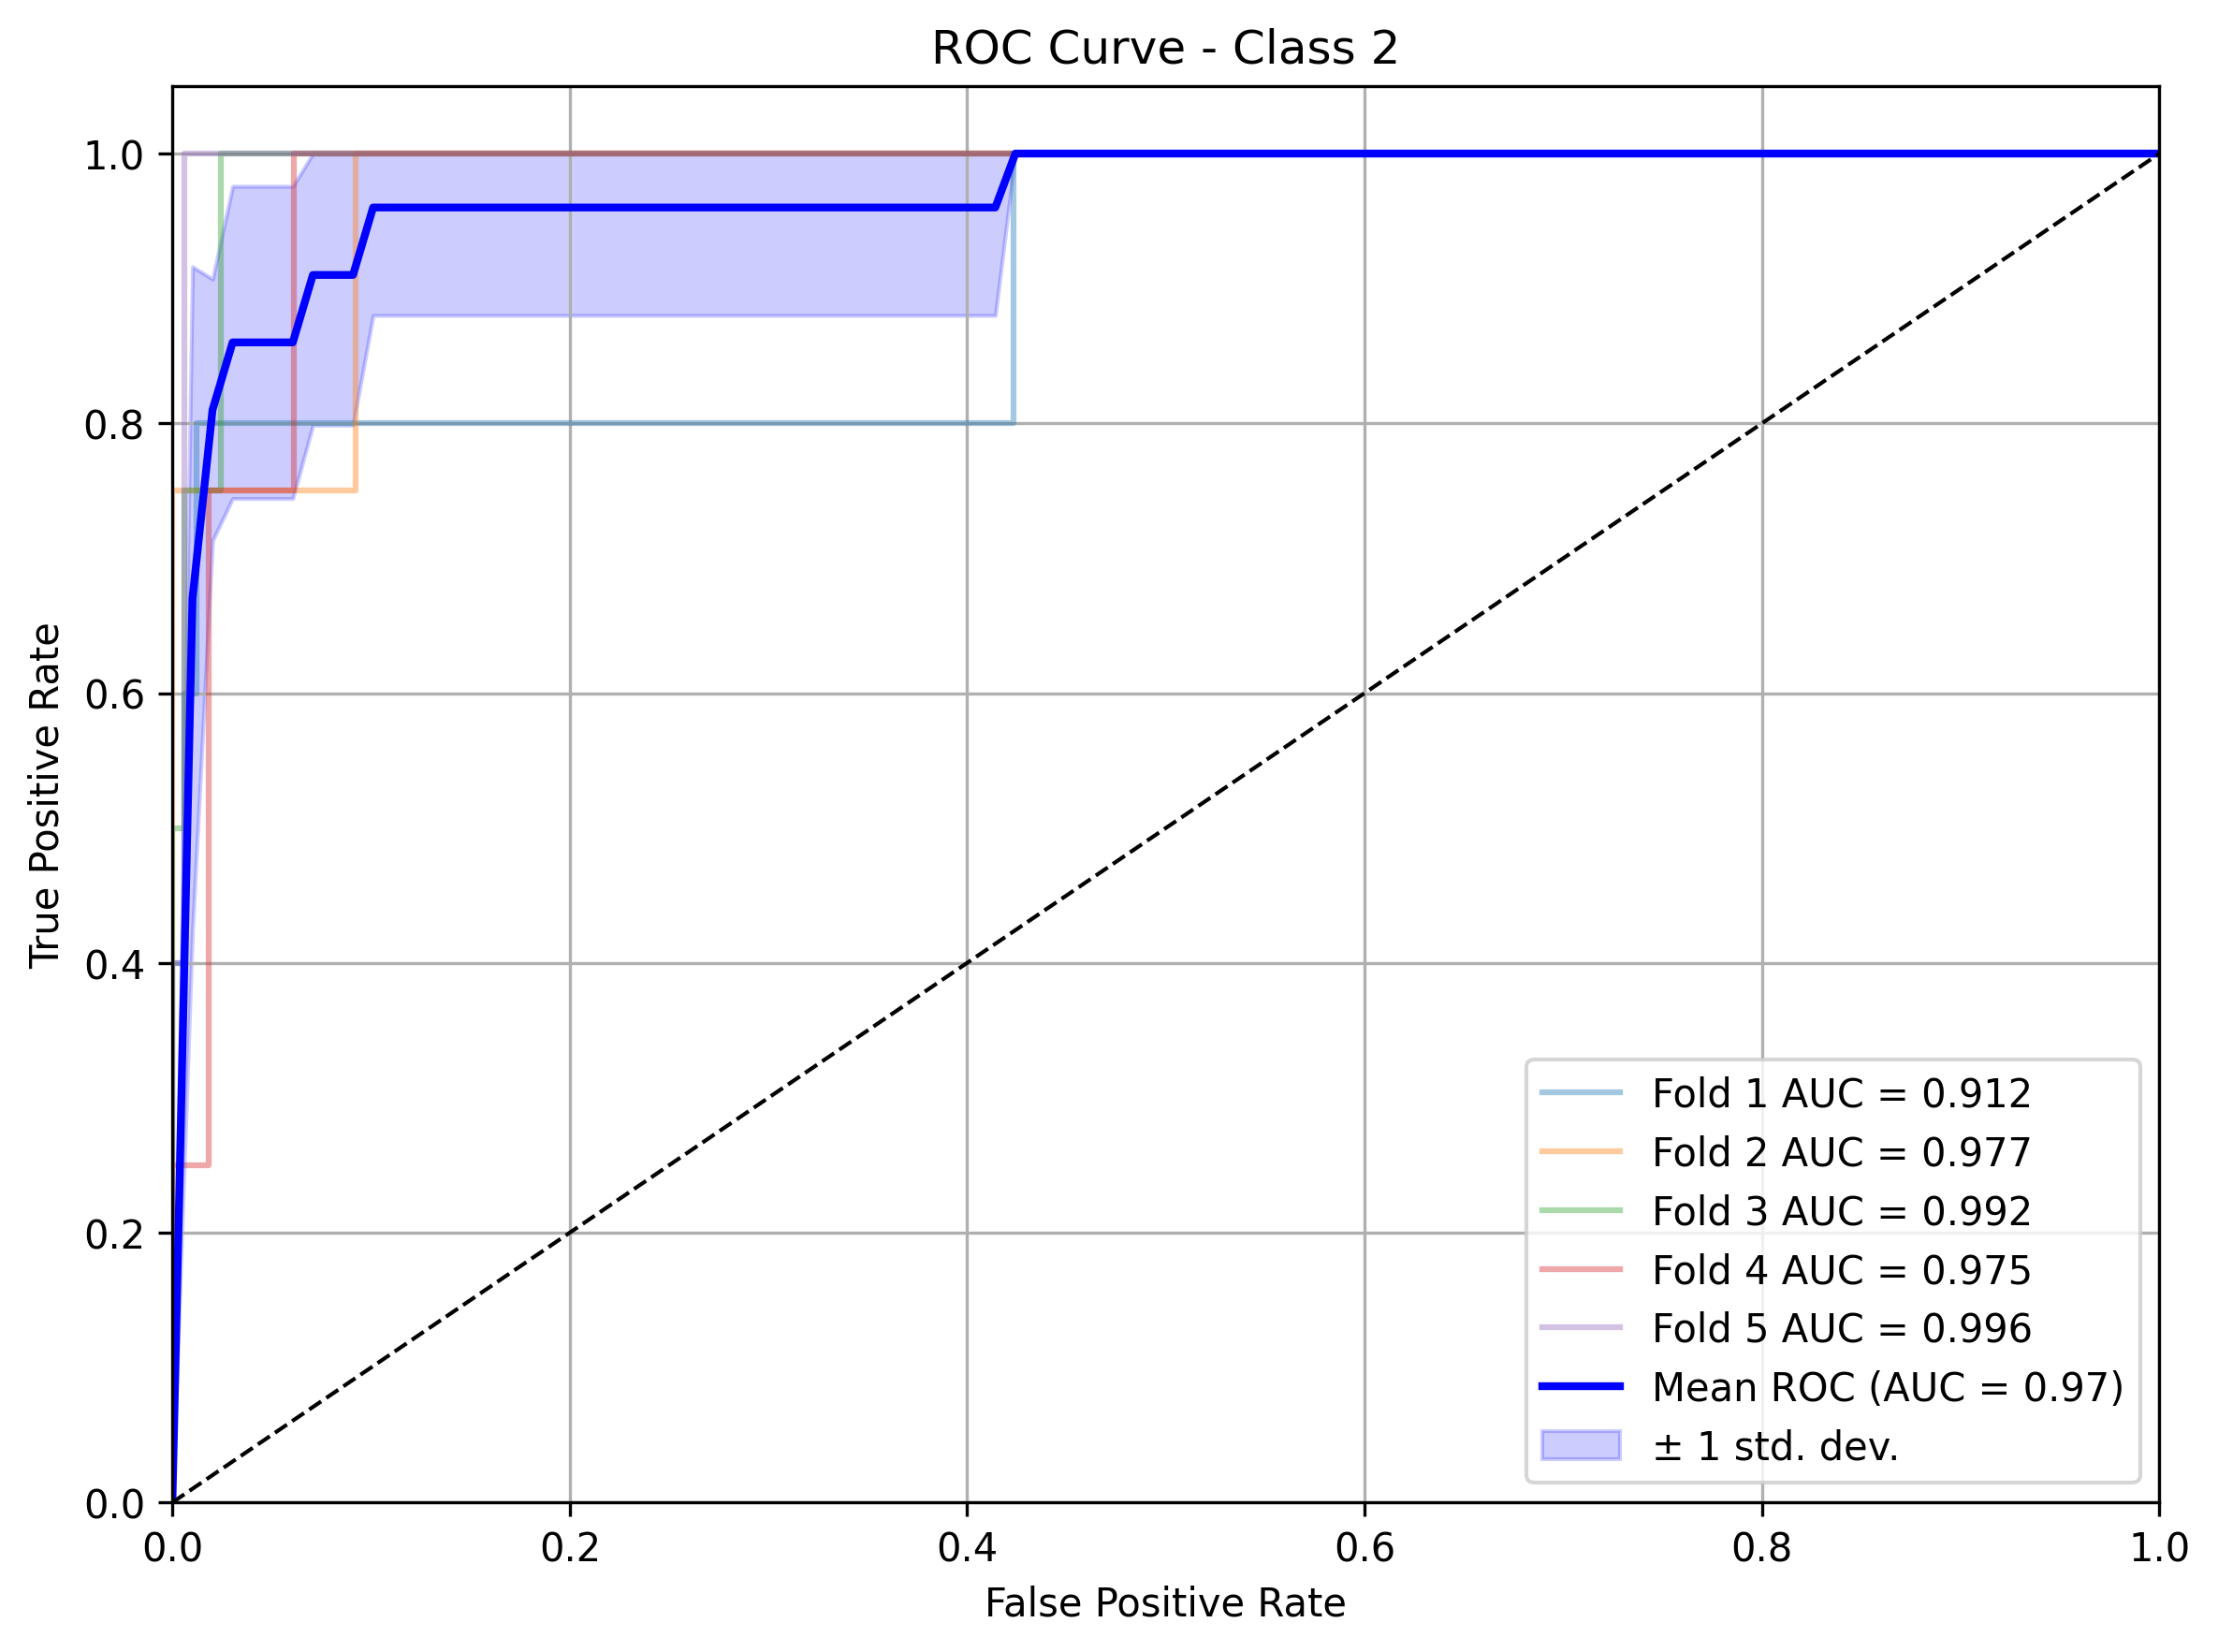 ROC Curve - Class 2
1.0
0.8
0.6
0.4
0.2
0.0
True Positive Rate
0.0 0.2 0.4 0.6 0.8 1.0
False Positive Rate
Fold 1 AUC = 0.912
Fold 2 AUC = 0.977
Fold 3 AUC = 0.992
Fold 4 AUC = 0.975
Fold 5 AUC = 0.996
Mean ROC (AUC = 0.97)
± 1 std. dev.